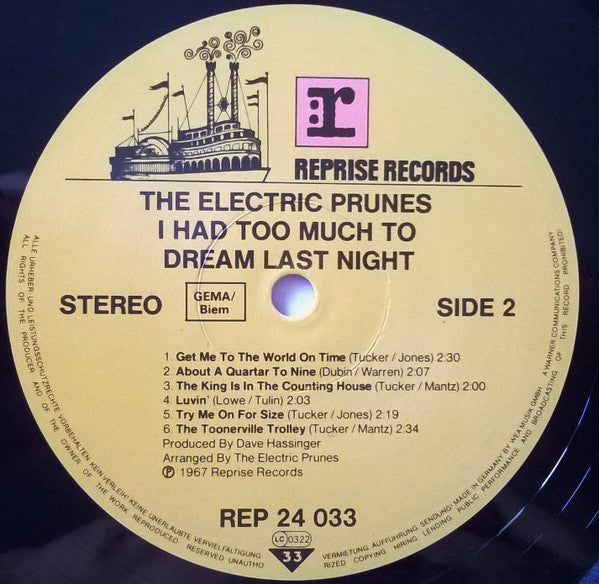 :r
REPRISE RECORDS
THE ELECTRIC PRUNES
I HAD TOO MUCH TO
DREAM LAST NIGHT
STEREO
GEMA/
Biem
SIDE 2
1. Get Me To The World On Time (Tucker/Jones) 2:30
2. About A Quartar To Nine (Dubin/Warren) 2:07
3. The King Is In The Counting House (Tucker/Mantz) 2:00
4. Luvin' (Lowe/Tulin) 2:03
5. Try Me On For Size (Tucker/Jones) 2.19
6. The Toonerville Trolley (Tucker/Mantz) 2:34
Produced By Dave Hassinger
Arranged By The Electric Prunes
Ⓟ 1967 Reprise Records
REP 24 033
LC 0322
33
ALLE URHEBER- UND LEISTUNGSSCHUTZRECHTE VORBEHALTEN. KEIN VERLEIH! KEINE UNERLAUBTE VERVIELFÄLTIGUNG, VERMIETUNG, AUFFÜHRUNG, SENDUNG! MADE IN GERMANY BY WEA MUSIK GMBH. A WARNER COMMUNICATIONS COMPANY
ALL RIGHTS OF THE PRODUCER AND OF THE OWNER OF THE WORK REPRODUCED RESERVED UNAUTHORIZED COPYING, HIRING, LENDING, PUBLIC PERFORMANCE AND BROADCASTING OF THIS RECORD PROHIBITED!